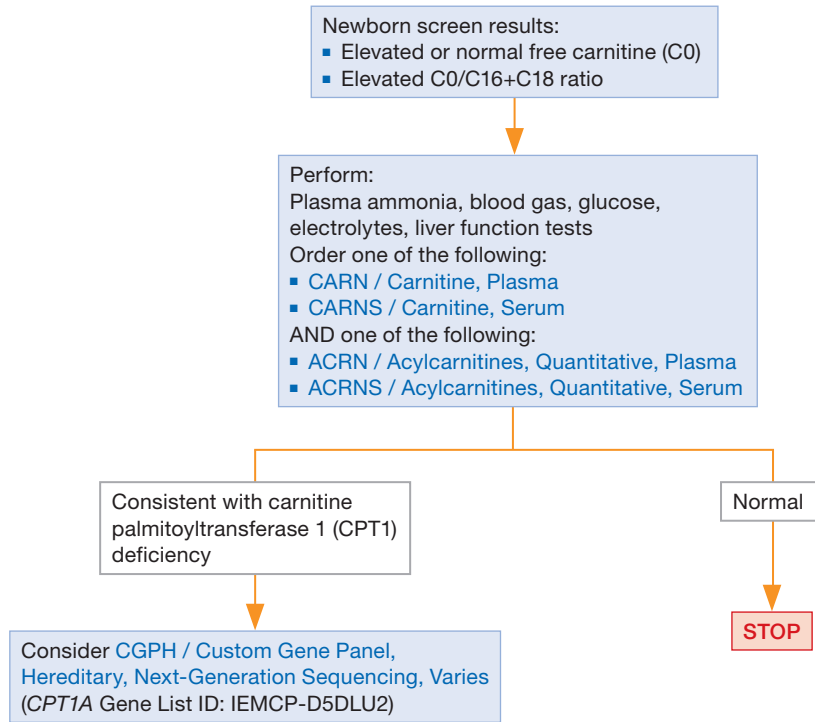 Newborn screen results:
▪ Elevated or normal free carnitine (C0)
▪ Elevated C0/C16+C18 ratio
Perform:
Plasma ammonia, blood gas, glucose,
electrolytes, liver function tests
Order one of the following:
▪ CARN / Carnitine, Plasma
▪ CARNS / Carnitine, Serum
AND one of the following:
▪ ACRN / Acylcarnitines, Quantitative, Plasma
▪ ACRNS / Acylcarnitines, Quantitative, Serum
Consistent with carnitine
palmitoyltransferase 1 (CPT1)
deficiency
Normal
STOP
Consider CGPH / Custom Gene Panel,
Hereditary, Next-Generation Sequencing, Varies
(CPT1A Gene List ID: IEMCP-D5DLU2)